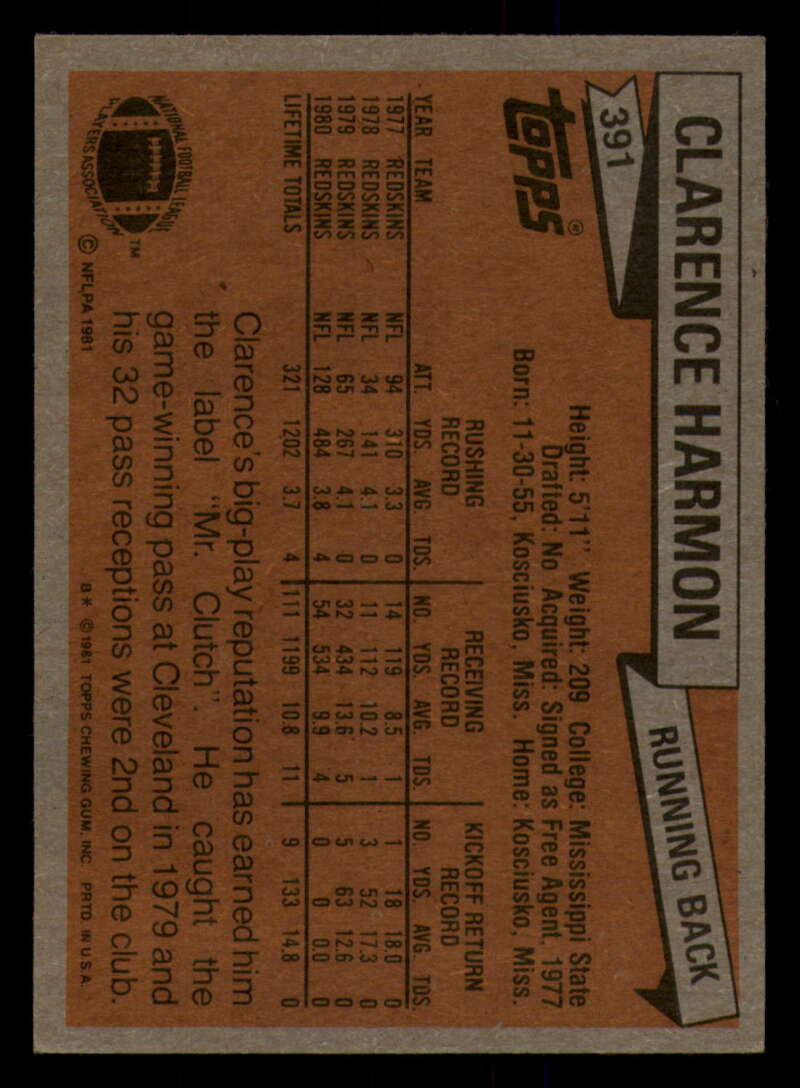 391
CLARENCE HARMON
RUNNING BACK
TOPPS®
Height: 5'11" Weight: 209 College: Mississippi State
Drafted: No Acquired: Signed as Free Agent, 1977
Born: 11-30-55, Kosciusko, Miss. Home: Kosciusko, Miss.
RUSHING RECORD RECEIVING RECORD KICKOFF RETURN RECORD
YEAR TEAM ATT. YDS. AVG TDS. NO. YDS. AVG. TDS. NO. YDS. AVG. TDS.
1977 REDSKINS NFL 94 310 3.3 0 14 119 8.5 1 1 18 18.0 0
1978 REDSKINS NFL 34 141 4.1 0 11 112 10.2 1 3 52 17.3 0
1979 REDSKINS NFL 65 267 4.1 0 32 434 13.6 5 5 63 12.6 0
1980 REDSKINS NFL 128 484 3.8 4 54 534 9.9 4 0 0 0.0 0
LIFETIME TOTALS 321 1202 3.7 4 111 1199 10.8 11 9 133 14.8 0
NATIONAL FOOTBALL LEAGUE
PLAYERS ASSOCIATION™
© NFLPA 1981
Clarence's big-play reputation has earned him
the label "Mr. Clutch". He caught the
game-winning pass at Cleveland in 1979 and
his 32 pass receptions were 2nd on the club.
B* © 1981 TOPPS CHEWING GUM, INC. PRTD. IN U.S.A.